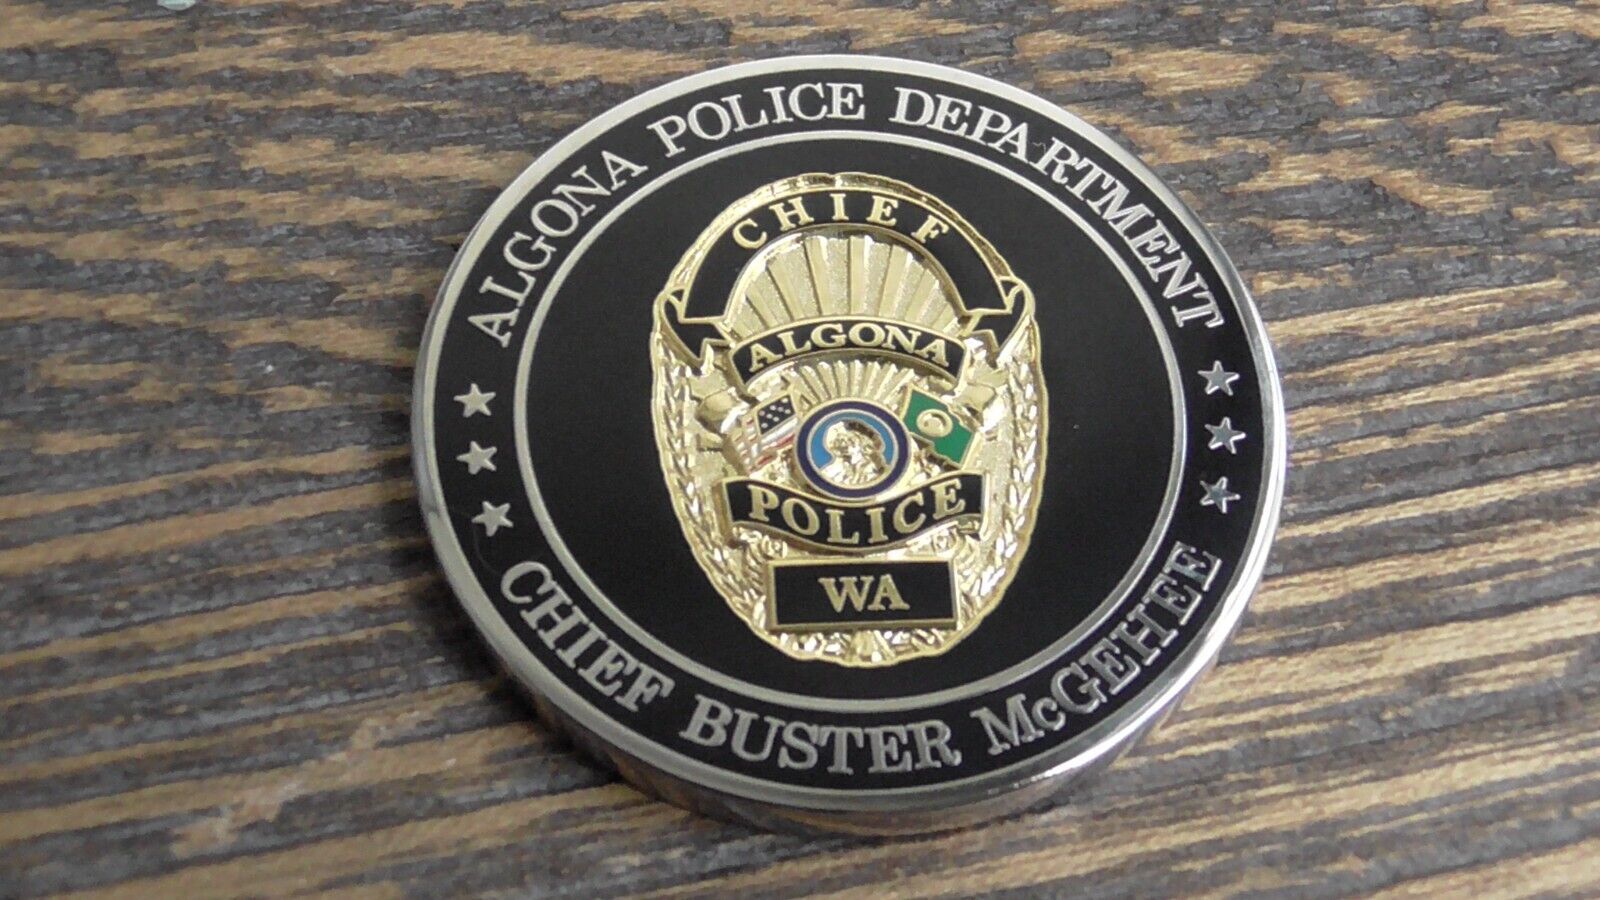 ALGONA POLICE DEPARTMENT
CHIEF
ALGONA
POLICE
WA
CHIEF BUSTER McGEHEE